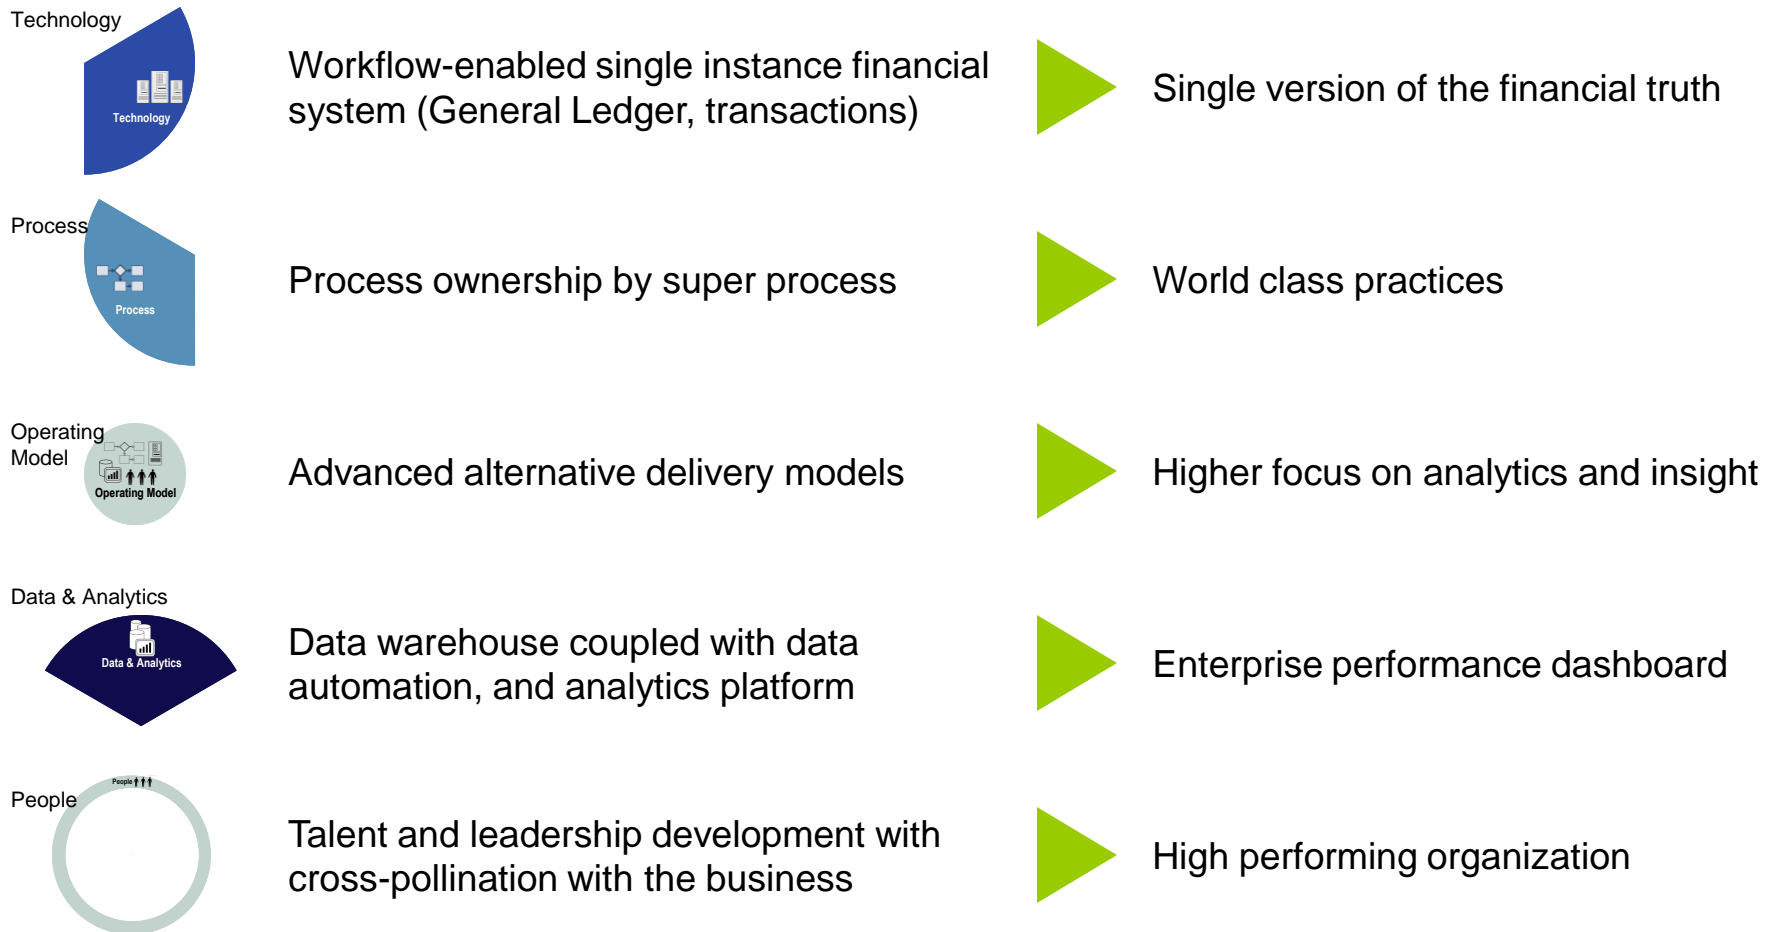 Technology
Technology
Workflow-enabled single instance financial
system (General Ledger, transactions)
Single version of the financial truth
Process
Process
Process ownership by super process
World class practices
Operating
Model
Operating Model
Advanced alternative delivery models
Higher focus on analytics and insight
Data & Analytics
Data & Analytics
Data warehouse coupled with data
automation, and analytics platform
Enterprise performance dashboard
People
People
Talent and leadership development with
cross-pollination with the business
High performing organization